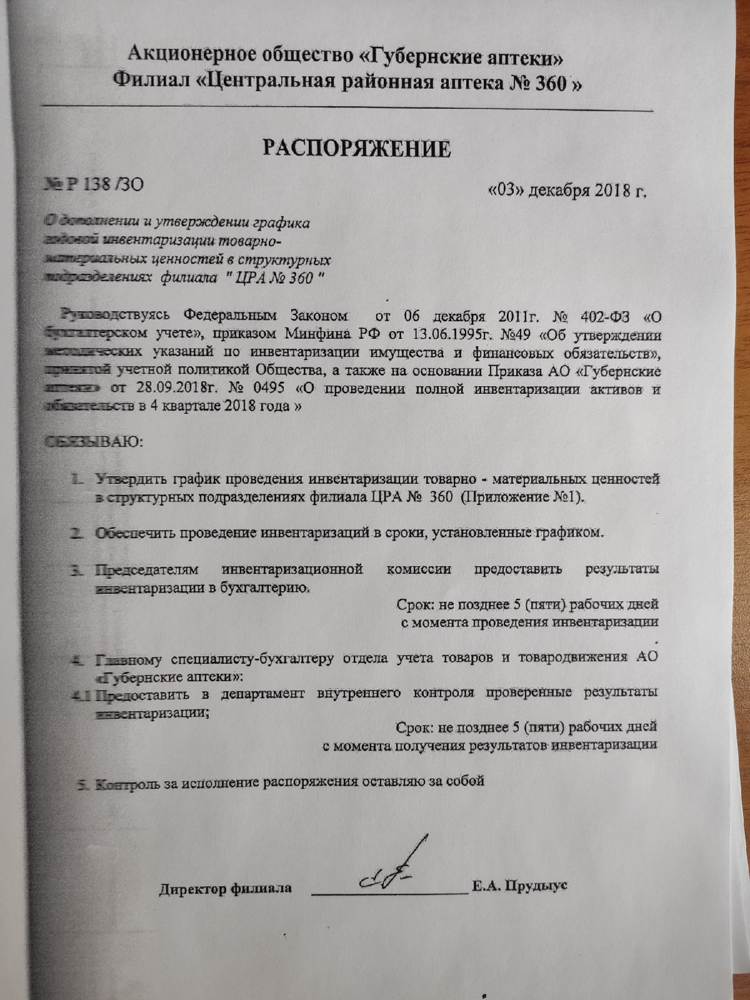 Акционерное общество «Губернские аптеки»
Филиал «Центральная районная аптека № 360 »
РАСПОРЯЖЕНИЕ
№ Р 138 /ЗО
«03» декабря 2018 г.
О дополнении и утверждении графика
годовой инвентаризации товарно-
материальных ценностей в структурных
подразделениях филиала " ЦРА № 360 "
Руководствуясь Федеральным Законом от 06 декабря 2011г. № 402-ФЗ «О
бухгалтерском учете», приказом Минфина РФ от 13.06.1995г. №49 «Об утверждении
методических указаний по инвентаризации имущества и финансовых обязательств»,
принятой учетной политикой Общества, а также на основании Приказа АО «Губернские
аптеки» от 28.09.2018г. № 0495 «О проведении полной инвентаризации активов и
обязательств в 4 квартале 2018 года »
ОБЯЗЫВАЮ:
1. Утвердить график проведения инвентаризации товарно - материальных ценностей
в структурных подразделениях филиала ЦРА № 360 (Приложение №1).
2. Обеспечить проведение инвентаризаций в сроки, установленные графиком.
3. Председателям инвентаризационной комиссии предоставить результаты
инвентаризации в бухгалтерию.
Срок: не позднее 5 (пяти) рабочих дней
с момента проведения инвентаризации
4. Главному специалисту-бухгалтеру отдела учета товаров и товародвижения АО
«Губернские аптеки»:
4.1 Предоставить в департамент внутреннего контроля проверенные результаты
инвентаризации;
Срок: не позднее 5 (пяти) рабочих дней
с момента получения результатов инвентаризации
5. Контроль за исполнение распоряжения оставляю за собой
Директор филиала Е.А. Прудыус